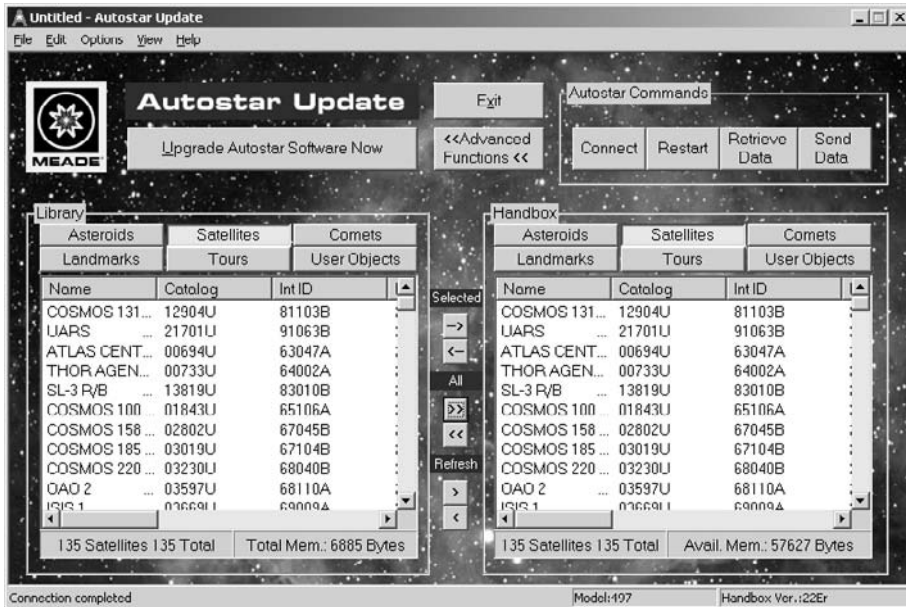 Untitled - Autostar Update
File Edit Options View Help
MEADE
Autostar Update
Upgrade Autostar Software Now
Exit
<<Advanced
Functions <<
Autostar Commands
Connect
Restart
Retrieve
Data
Send
Data
Library
Asteroids Satellites Comets
Landmarks Tours User Objects
Name Catalog Int ID
COSMOS 131... 12904U 81103B
UARS ... 21701U 91063B
ATLAS CENT... 00694U 63047A
THOR AGEN... 00733U 64002A
SL-3 R/B ... 13819U 83010B
COSMOS 100 ... 01843U 65106A
COSMOS 158 ... 02802U 67045B
COSMOS 185 ... 03019U 67104B
COSMOS 220 ... 03230U 68040B
OAO 2 ... 03597U 68110A
ISIS 1 03669U 69009A
135 Satellites 135 Total
Total Mem.: 6885 Bytes
Selected
-->
<--
All
>>
<<
Refresh
>
<
Handbox
Asteroids Satellites Comets
Landmarks Tours User Objects
Name Catalog Int ID
COSMOS 131... 12904U 81103B
UARS ... 21701U 91063B
ATLAS CENT... 00694U 63047A
THOR AGEN... 00733U 64002A
SL-3 R/B ... 13819U 83010B
COSMOS 100 ... 01843U 65106A
COSMOS 158 ... 02802U 67045B
COSMOS 185 ... 03019U 67104B
COSMOS 220 ... 03230U 68040B
OAO 2 ... 03597U 68110A
ISIS 1 03669U 69009A
135 Satellites 135 Total
Avail. Mem.: 57627 Bytes
Connection completed
Model:497
Handbox Ver.:22Er